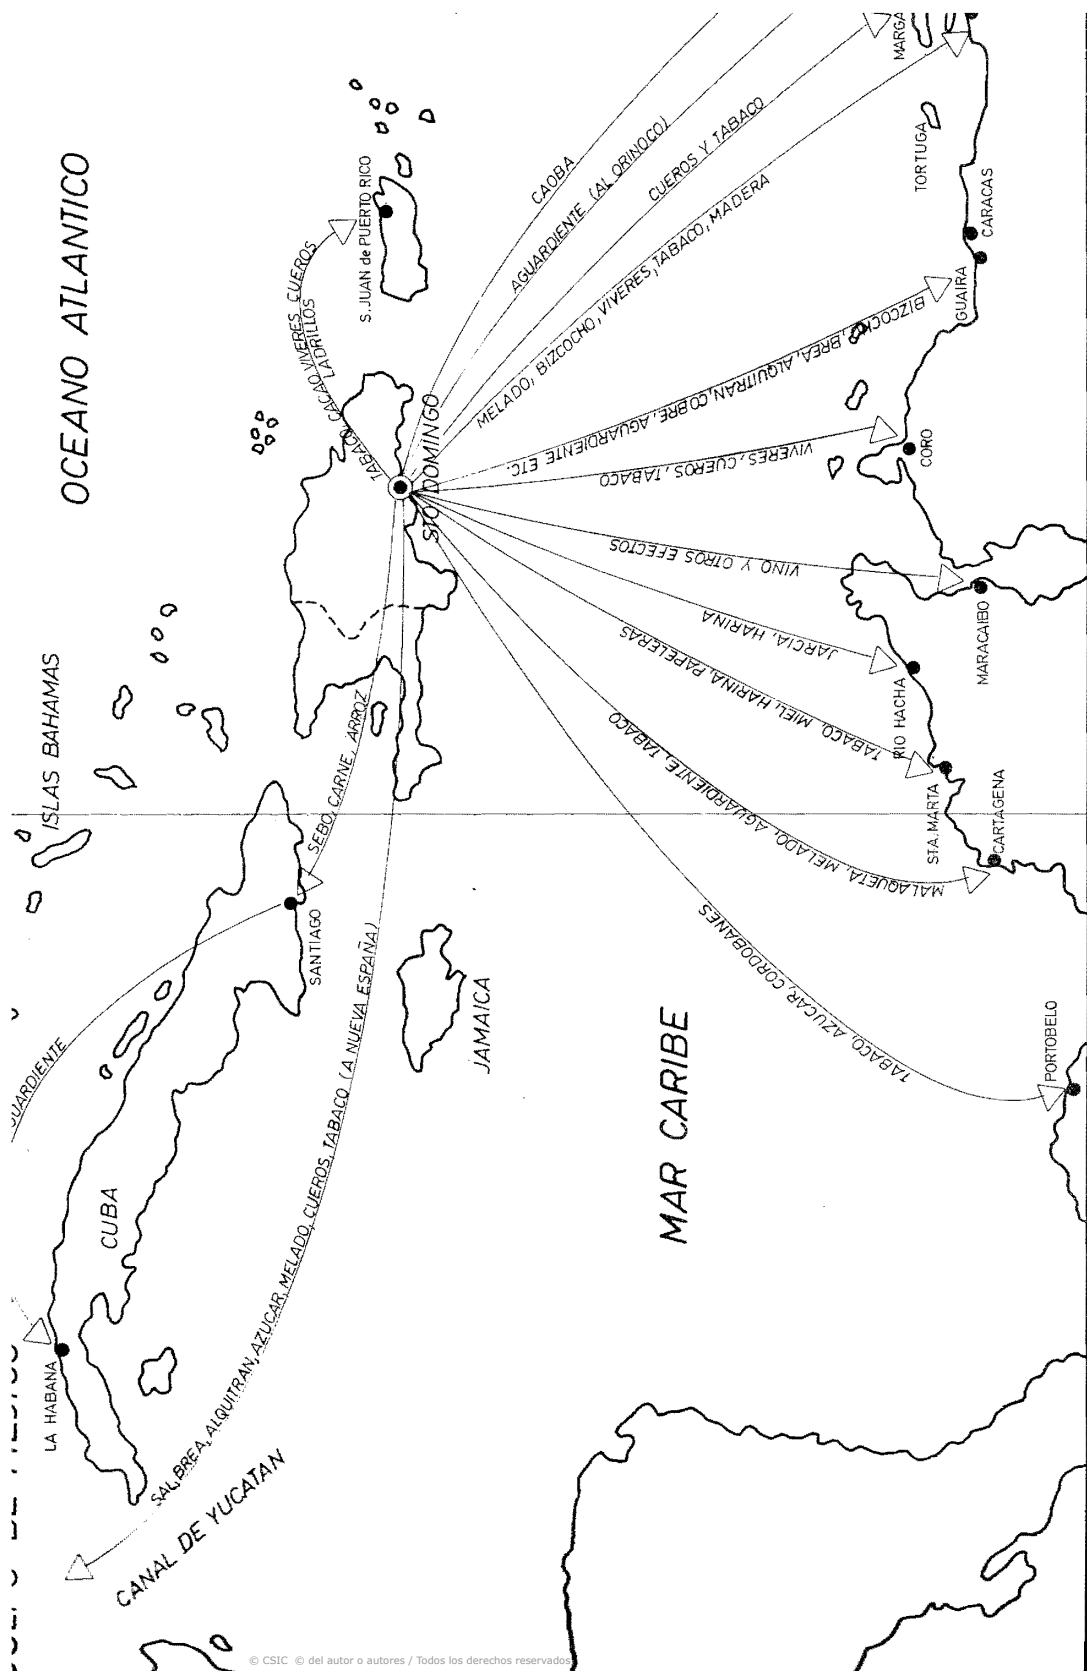 OCEANO ATLANTICO
ISLAS BAHAMAS
S. JUAN de PUERTO RICO
TABACO, CACAO, VIVERES, CUEROS
LADRILLOS
STO. DOMINGO
CAOBA
AGUARDIENTE (AL ORINOCO)
CUEROS Y TABACO
MELADO, BIZCOCHO, VIVERES, TABACO, MADERA
BIZCOCHO, BREA, ALQUITRAN, COBRE, AGUARDIENTE ETC.
VIVERES, CUEROS, TABACO
VINO Y OTROS EFECTOS
JARCIA, HARINA
TABACO, MIEL, HARINA, PAPELERAS
MALAQUETA, MELADO, AGUARDIENTE, TABACO
TABACO, AZUCAR, CORDOBANES
SEBO, CARNE, ARROZ
SAL, BREA, ALQUITRAN, AZUCAR, MELADO, CUEROS, TABACO (A NUEVA ESPAÑA)
GUARDIENTE
MARGA
TORTUGA
CARACAS
GUAIRA
CORO
MARACAIBO
RIO HACHA
STA. MARTA
CARTAGENA
PORTOBELO
SANTIAGO
JAMAICA
CUBA
LA HABANA
MAR CARIBE
CANAL DE YUCATAN
© CSIC © del autor o autores / Todos los derechos reservados